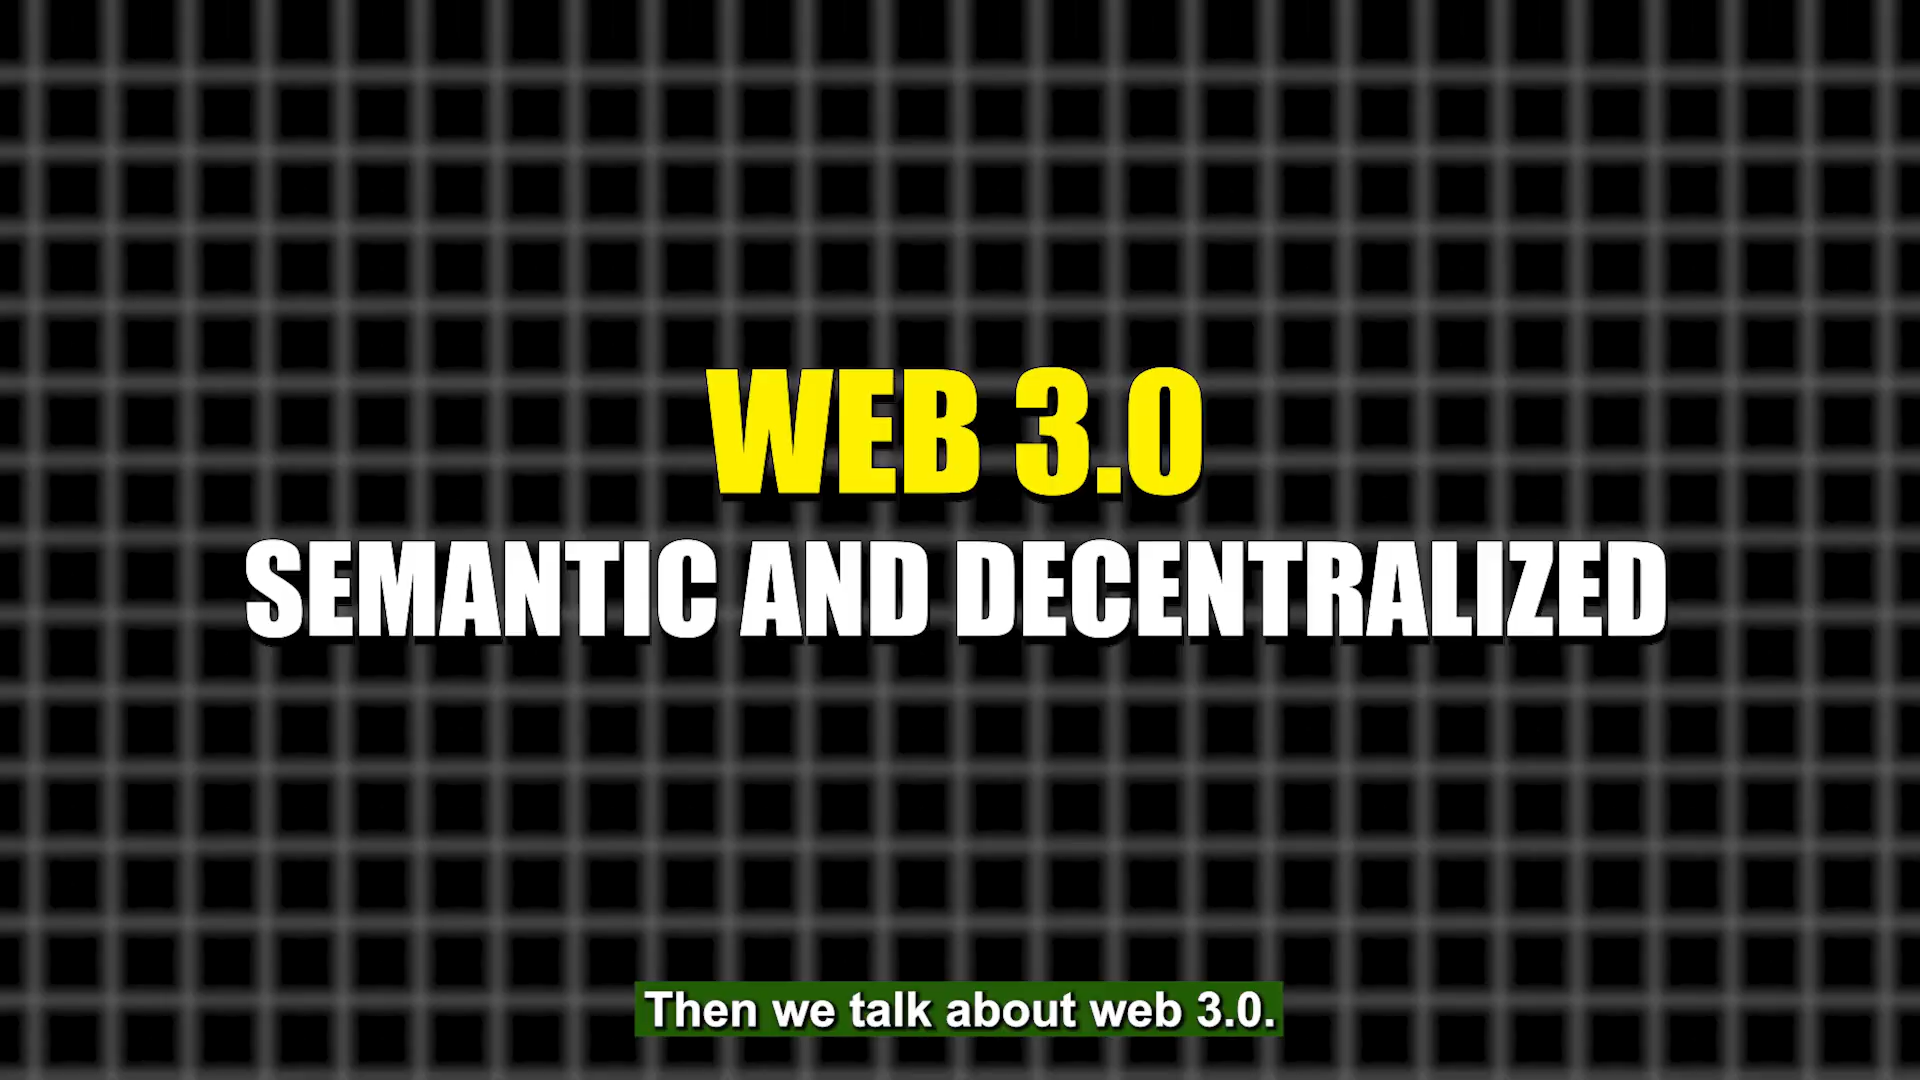 WEB 3.0
SEMANTIC AND DECENTRALIZED
Then we talk about web 3.0.